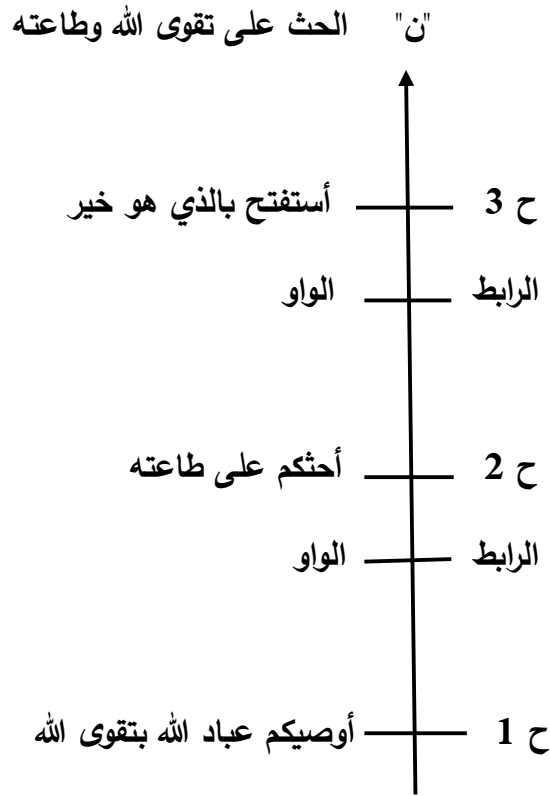 "ن" الحث على تقوى الله وطاعته
ح 3 أستفتح بالذي هو خير
الرابط الواو
ح 2 أحثكم على طاعته
الرابط الواو
ح 1 أوصيكم عباد الله بتقوى الله